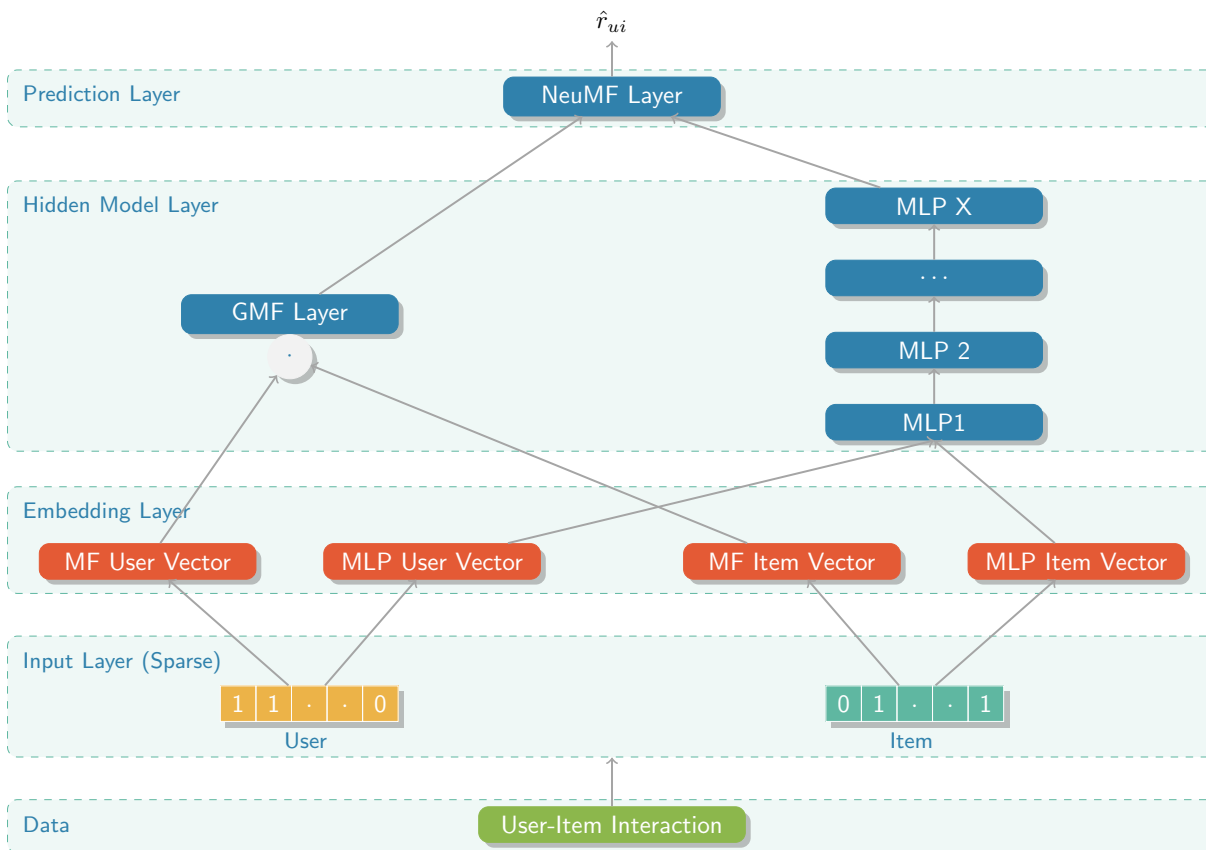 r̂ui
Prediction Layer
NeuMF Layer
Hidden Model Layer
MLP X
···
GMF Layer
·
MLP 2
MLP1
Embedding Layer
MF User Vector
MLP User Vector
MF Item Vector
MLP Item Vector
Input Layer (Sparse)
1 1 · · 0
0 1 · · 1
User
Item
Data
User-Item Interaction